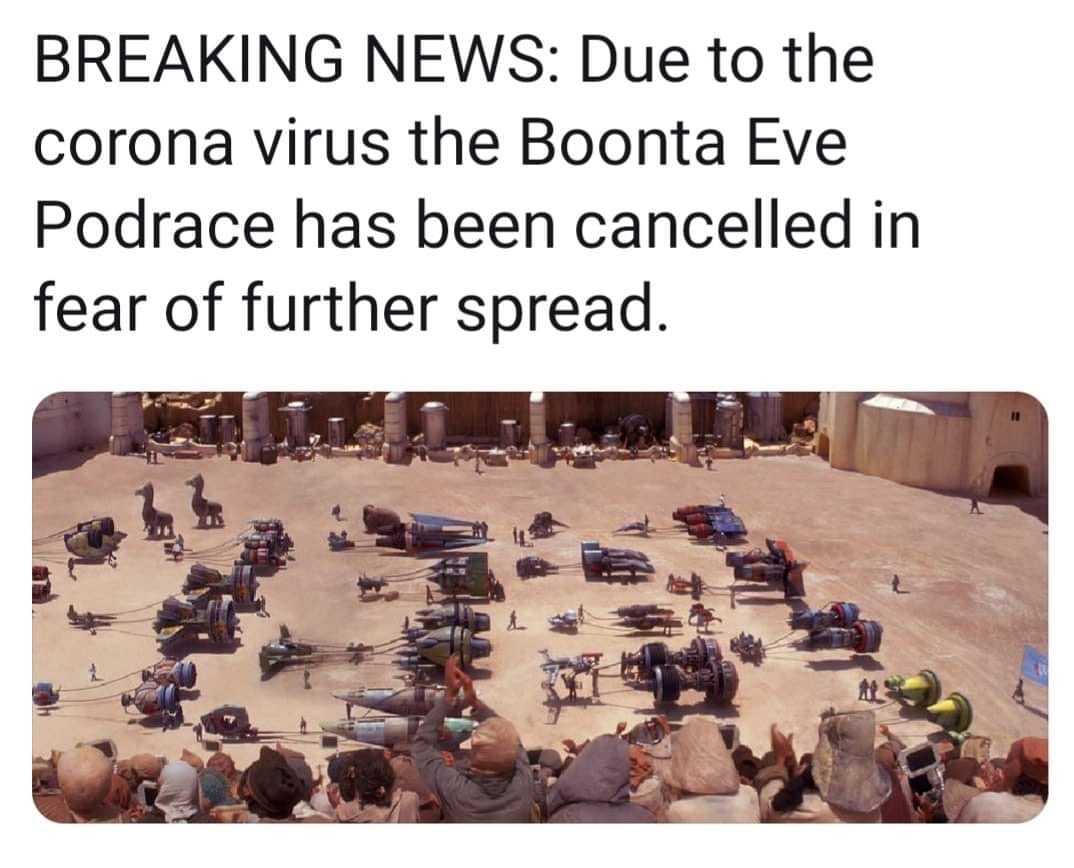 BREAKING NEWS: Due to the
corona virus the Boonta Eve
Podrace has been cancelled in
fear of further spread.